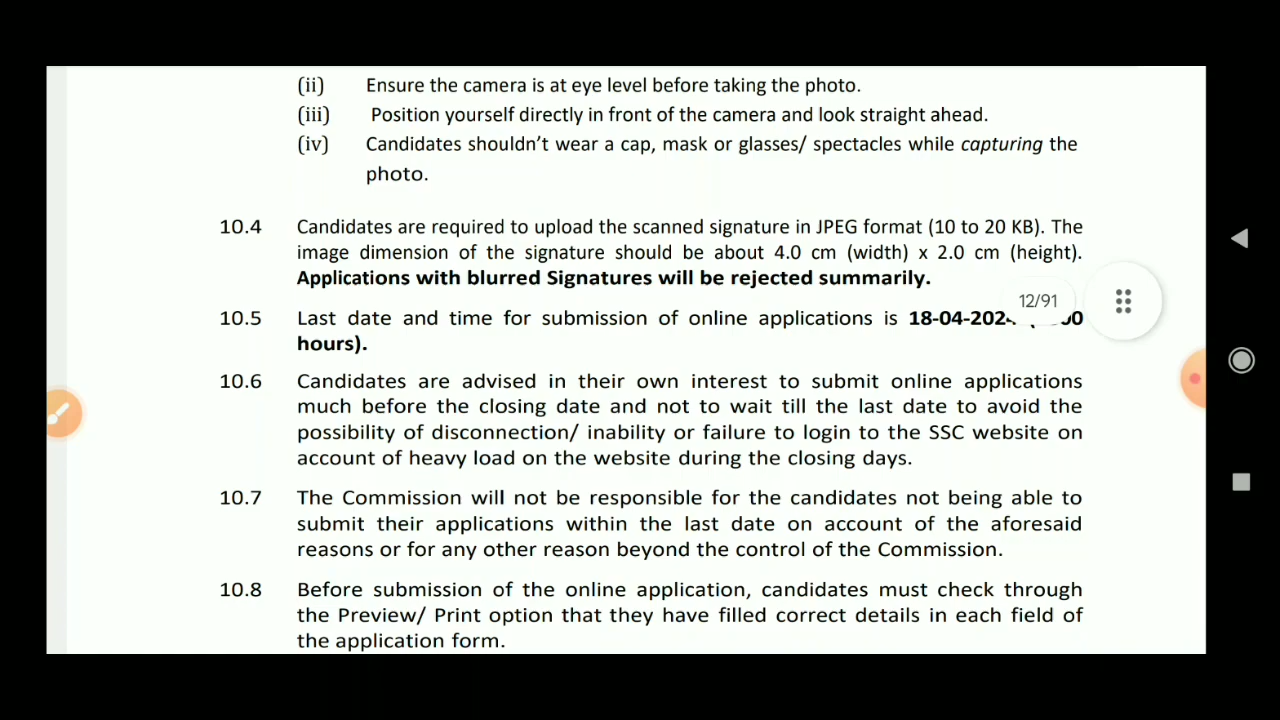 (ii) Ensure the camera is at eye level before taking the photo.
(iii) Position yourself directly in front of the camera and look straight ahead.
(iv) Candidates shouldn't wear a cap, mask or glasses/ spectacles while capturing the
photo.
10.4 Candidates are required to upload the scanned signature in JPEG format (10 to 20 KB). The
image dimension of the signature should be about 4.0 cm (width) x 2.0 cm (height).
Applications with blurred Signatures will be rejected summarily.
12/91
10.5 Last date and time for submission of online applications is
hours).
10.6 Candidates are advised in their own interest to submit online applications
much before the closing date and not to wait till the last date to avoid the
possibility of disconnection/ inability or failure to login to the SSC website on
account of heavy load on the website during the closing days.
10.7 The Commission will not be responsible for the candidates not being able to
submit their applications within the last date on account of the aforesaid
reasons or for any other reason beyond the control of the Commission.
10.8 Before submission of the online application, candidates must check through
the Preview/ Print option that they have filled correct details in each field of
the application form.